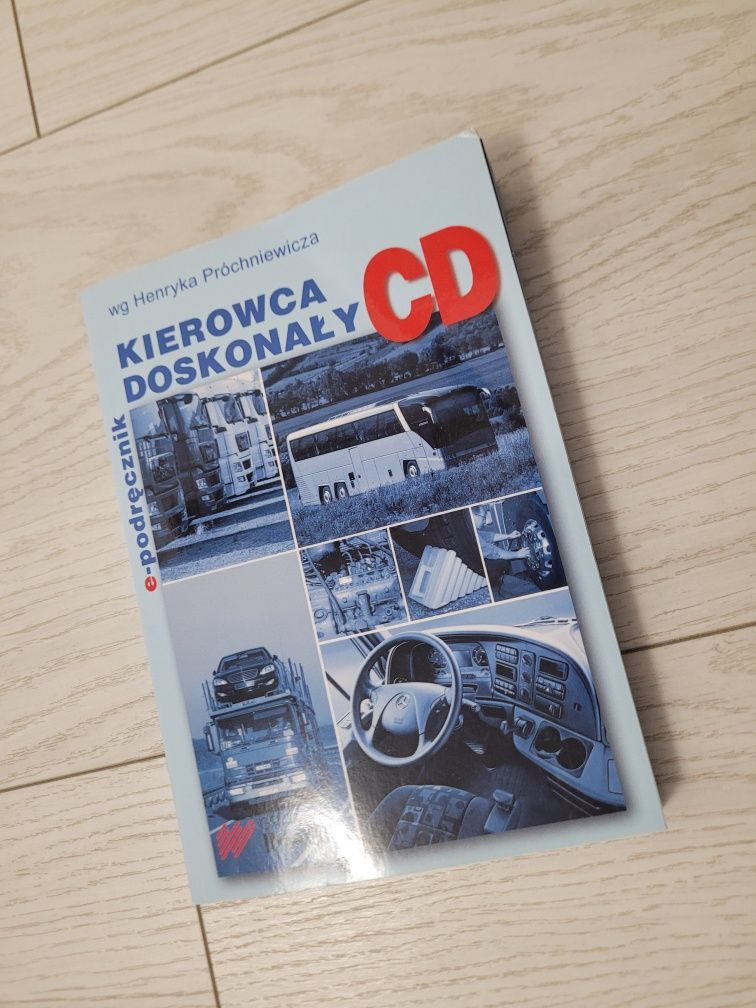 wg Henryka Próchniewicza
KIEROWCA
DOSKONAŁY CD
e-podręcznik